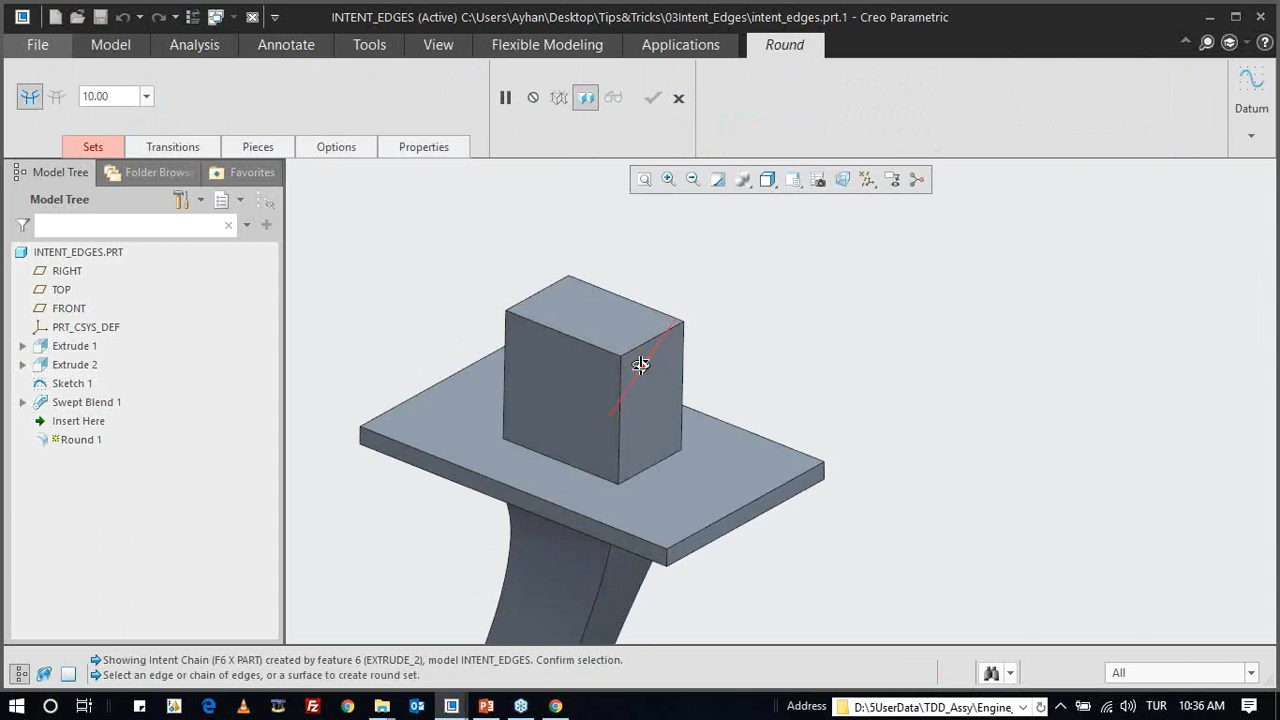 INTENT_EDGES (Active) C:\Users\Ayhan\Desktop\Tips&Tricks\03Intent_Edges\intent_edges.prt.1 - Creo Parametric
File Model Analysis Annotate Tools View Flexible Modeling Applications Round
10.00
Datum
Sets Transitions Pieces Options Properties
Model Tree Folder Brows Favorites
Model Tree
INTENT_EDGES.PRT
RIGHT
TOP
FRONT
PRT_CSYS_DEF
Extrude 1
Extrude 2
Sketch 1
Swept Blend 1
Insert Here
Round 1
Showing Intent Chain (F6 X PART) created by feature 6 (EXTRUDE_2), model INTENT_EDGES. Confirm selection.
Select an edge or chain of edges, or a surface to create round set.
All
Address D:\5UserData\TDD_Assy\Engine_ TUR 10:36 AM